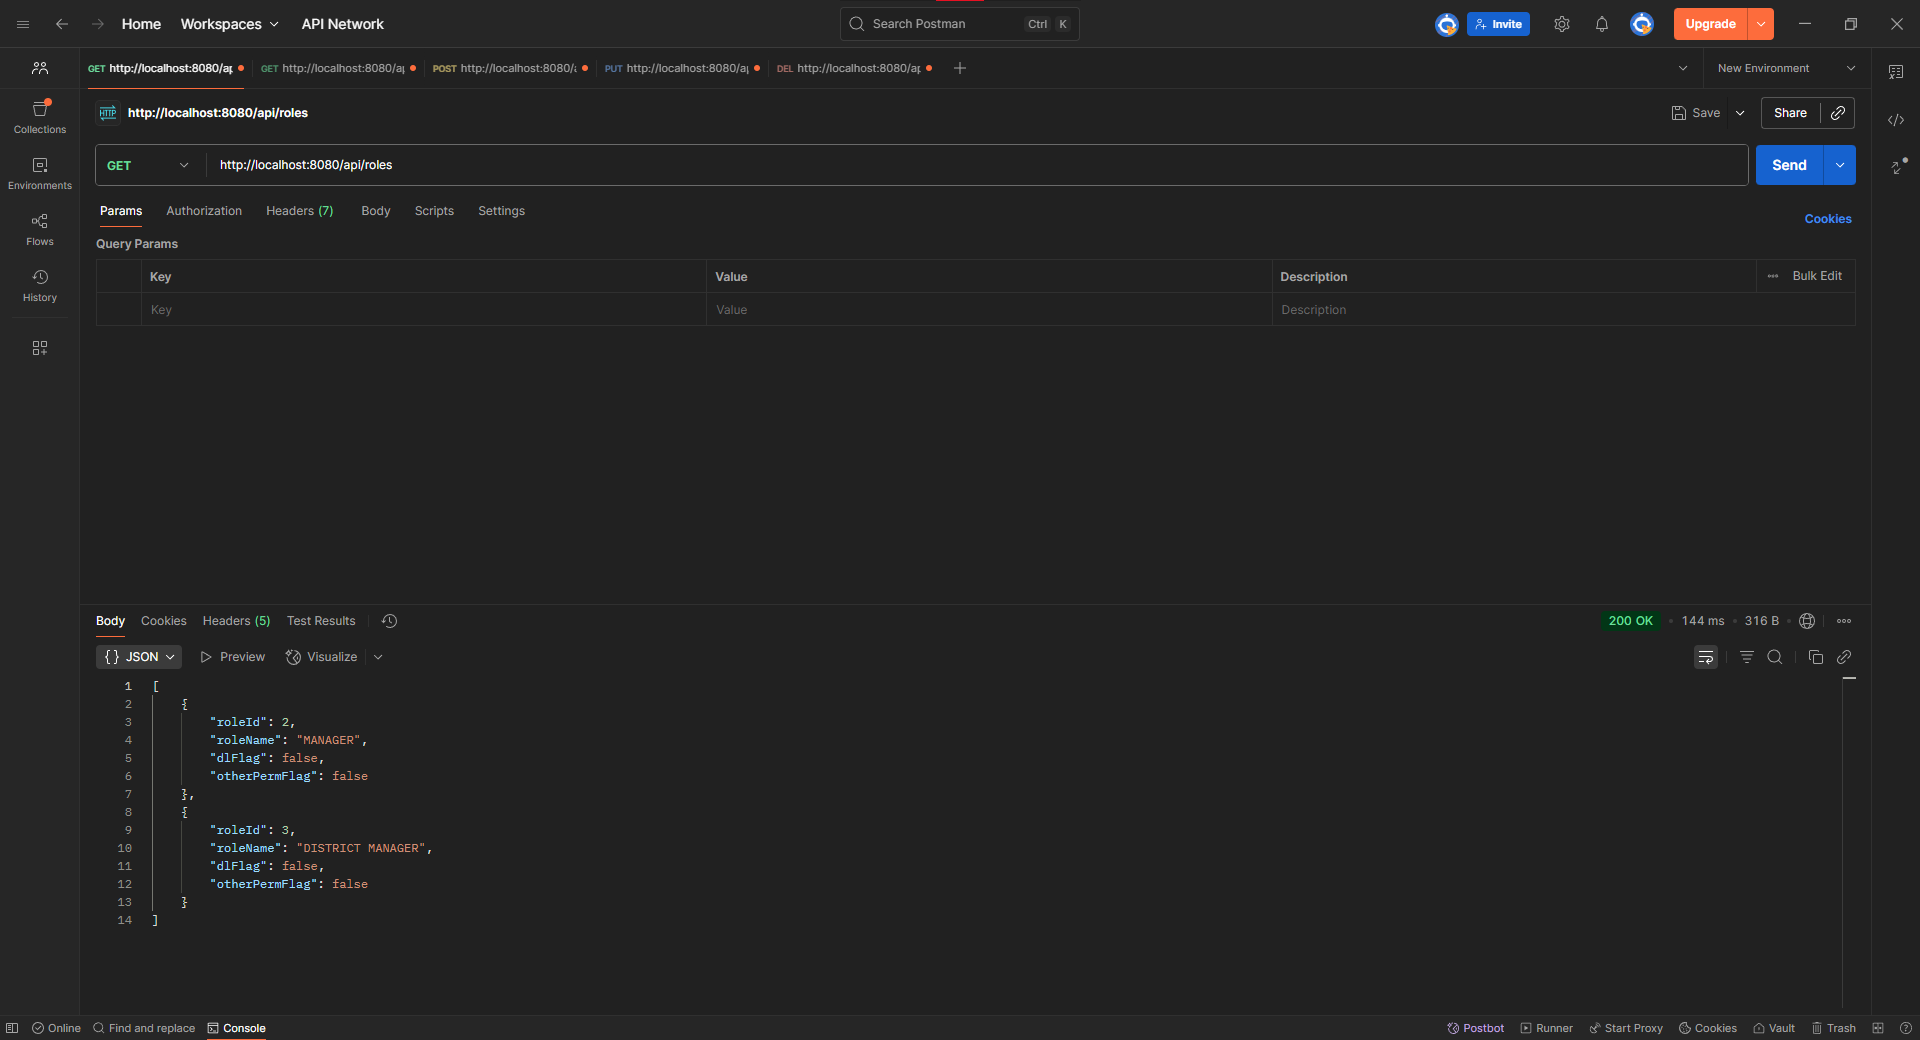 Home Workspaces API Network Search Postman Ctrl K Invite Upgrade
GET http://localhost:8080/ap GET http://localhost:8080/ap POST http://localhost:8080/a PUT http://localhost:8080/ap DEL http://localhost:8080/ap New Environment
HTTP http://localhost:8080/api/roles Save Share
Collections
GET http://localhost:8080/api/roles Send
Environments
Params Authorization Headers (7) Body Scripts Settings Cookies
Flows
Query Params
Key Value Description Bulk Edit
History
Key Value Description
Body Cookies Headers (5) Test Results 200 OK 144 ms 316 B
{} JSON Preview Visualize
1 [
2 {
3 "roleId": 2,
4 "roleName": "MANAGER",
5 "dlFlag": false,
6 "otherPermFlag": false
7 },
8 {
9 "roleId": 3,
10 "roleName": "DISTRICT MANAGER",
11 "dlFlag": false,
12 "otherPermFlag": false
13 }
14 ]
Online Find and replace Console Postbot Runner Start Proxy Cookies Vault Trash